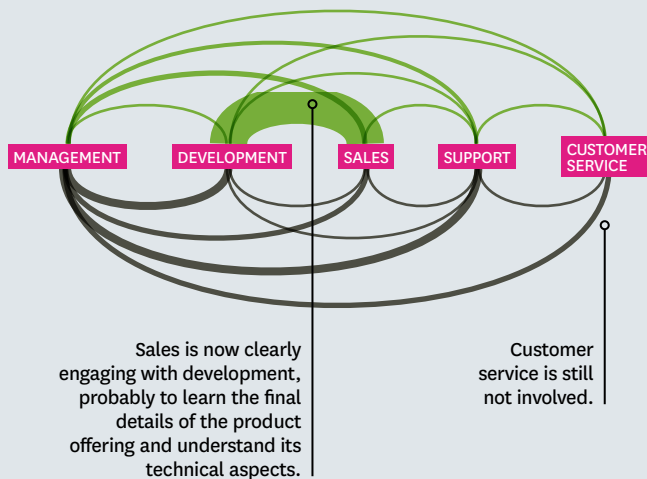 MANAGEMENT
DEVELOPMENT
SALES
SUPPORT
CUSTOMER
SERVICE
Sales is now clearly
engaging with development,
probably to learn the final
details of the product
offering and understand its
technical aspects.
Customer
service is still
not involved.